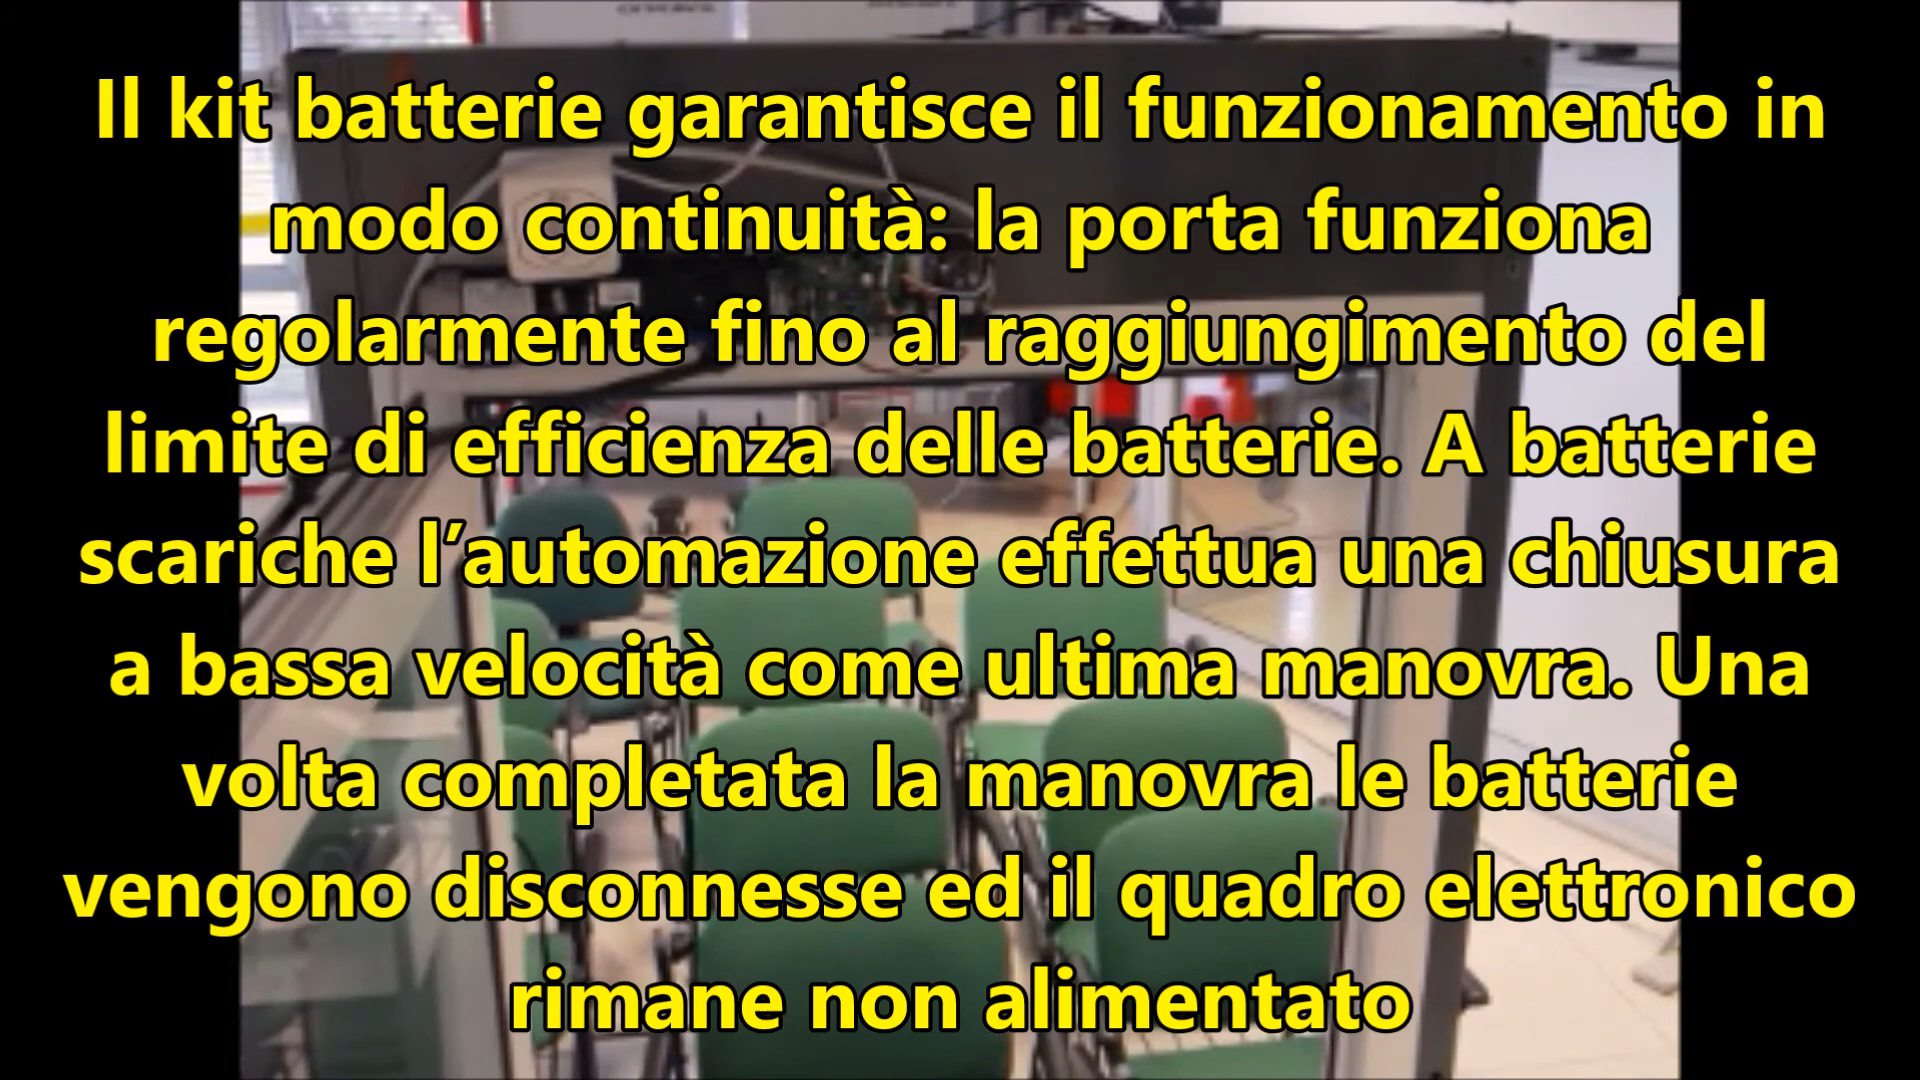 Il kit batterie garantisce il funzionamento in
modo continuità: la porta funziona
regolarmente fino al raggiungimento del
limite di efficienza delle batterie. A batterie
scariche l’automazione effettua una chiusura
a bassa velocità come ultima manovra. Una
volta completata la manovra le batterie
vengono disconnesse ed il quadro elettronico
rimane non alimentato